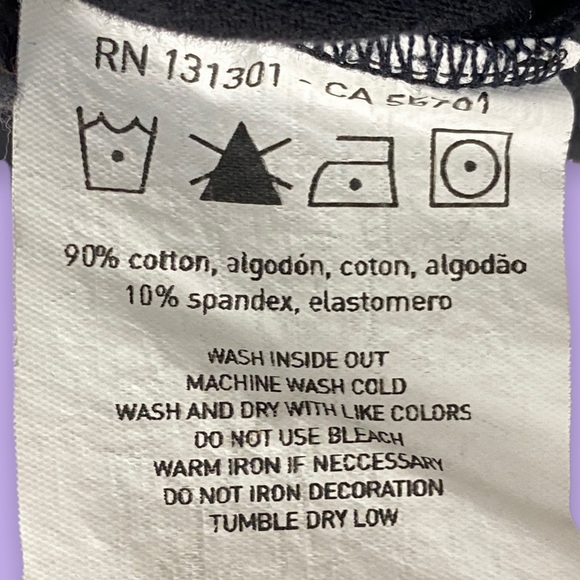 RN 131301 - CA 55701
90% cotton, algodón, coton, algodão
10% spandex, elastomero
WASH INSIDE OUT
MACHINE WASH COLD
WASH AND DRY WITH LIKE COLORS
DO NOT USE BLEACH
WARM IRON IF NECCESSARY
DO NOT IRON DECORATION
TUMBLE DRY LOW